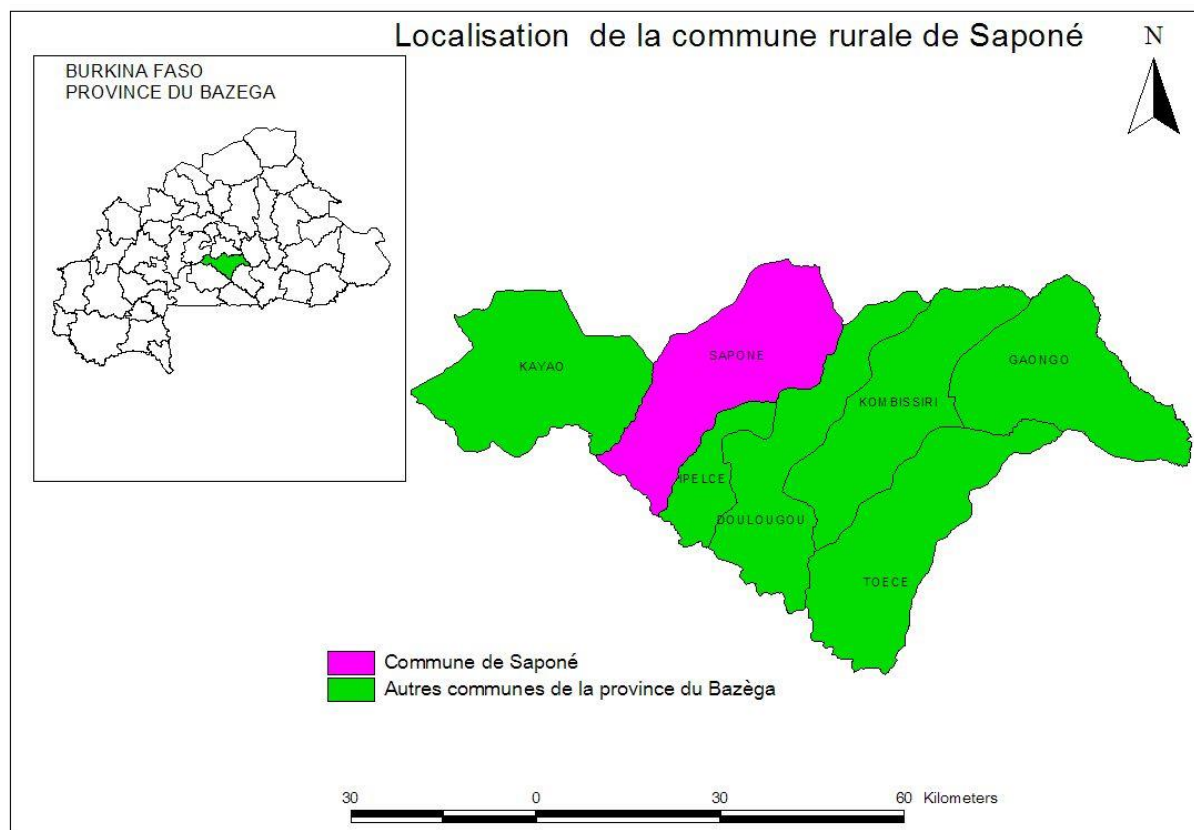 Localisation de la commune rurale de Saponé
N
BURKINA FASO
PROVINCE DU BAZEGA
SAPONE
KAYAO
GAONGO
KOMBISSIRI
IPELCE
DOULOUGOU
TOECE
Commune de Saponé
Autres communes de la province du Bazèga
30 0 30 60 Kilometers